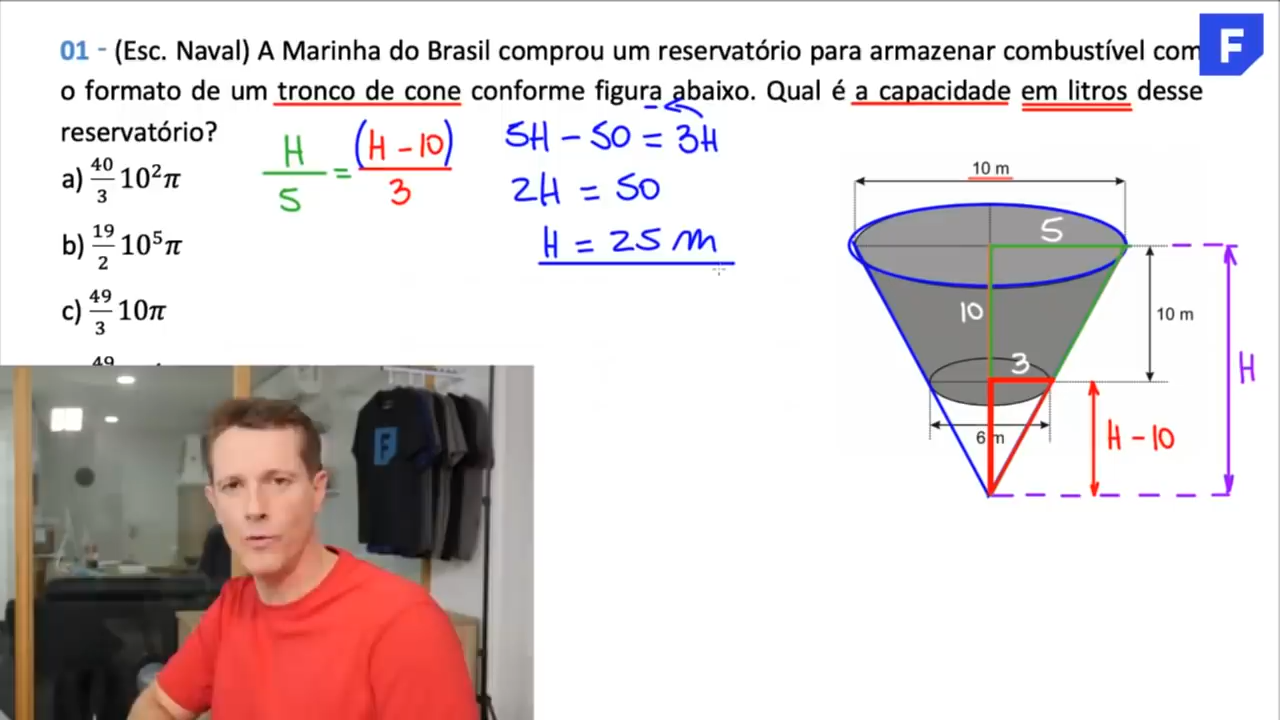 01 - (Esc. Naval) A Marinha do Brasil comprou um reservatório para armazenar combustível com
o formato de um tronco de cone conforme figura abaixo. Qual é a capacidade em litros desse
reservatório?
a) 40/3 10²π
b) 19/2 10⁵π
c) 49/3 10π
49
H/5 = (H - 10)/3
5H - 50 = 3H
2H = 50
H = 25 m
F
10 m
5
10
10 m
3
H
6 m
H - 10
F